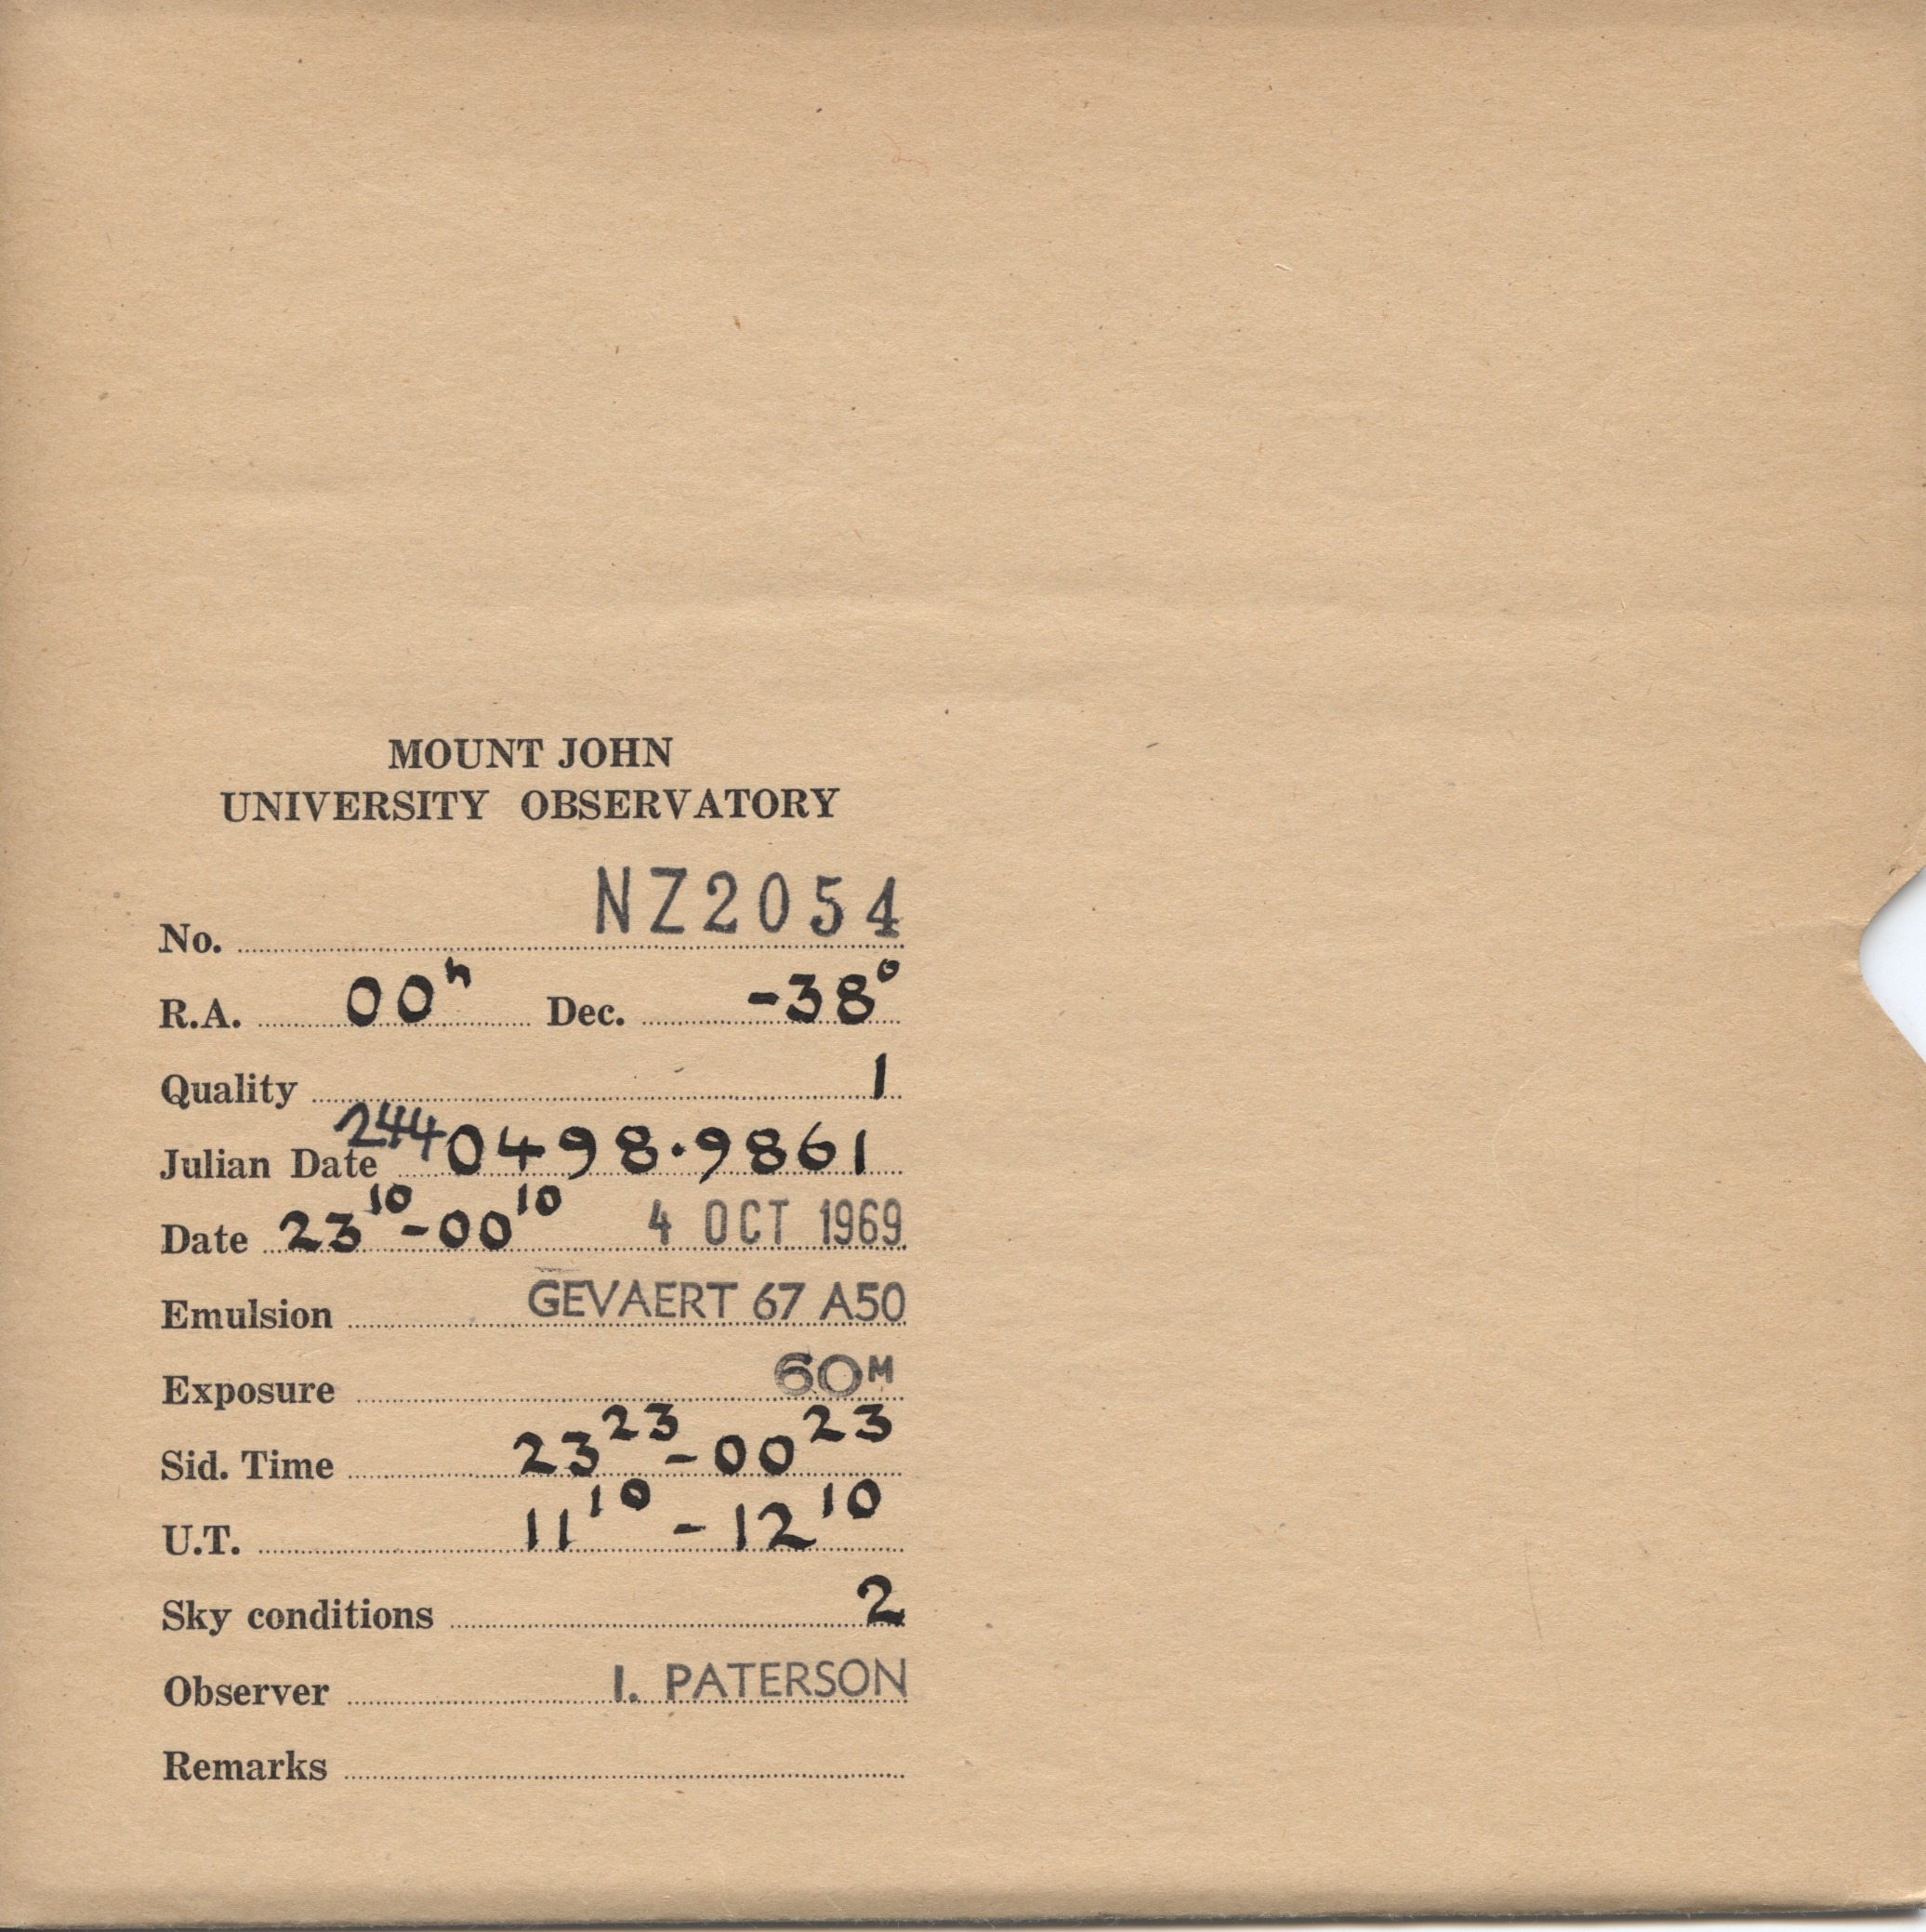 MOUNT JOHN
UNIVERSITY OBSERVATORY
No. NZ2054
R.A. 00ʰ Dec. -38°
Quality 1
Julian Date 2440498.9861
Date 23¹⁰-00¹⁰ 4 OCT 1969
Emulsion GEVAERT 67 A50
Exposure 60ᴹ
Sid. Time 23²³-00²³
U.T. 11¹⁰-12¹⁰
Sky conditions 2
Observer I. PATERSON
Remarks